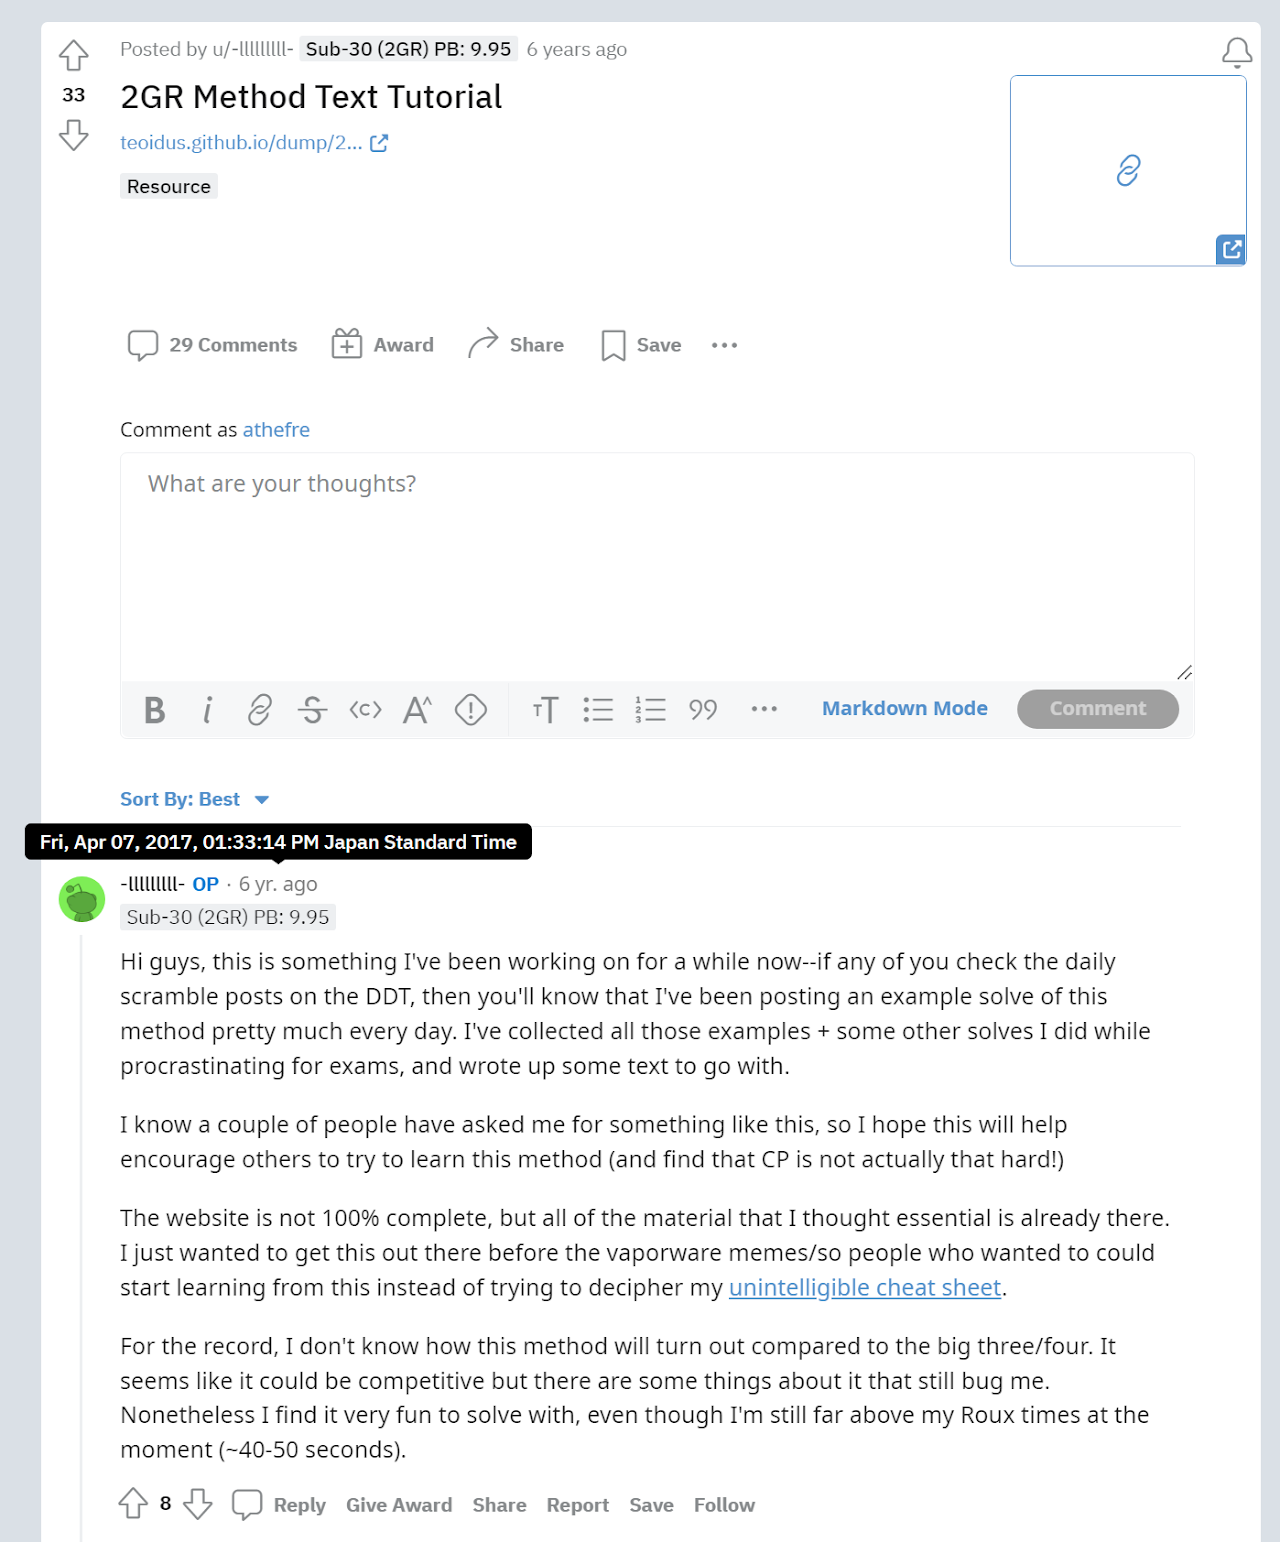 Posted by u/-lllllllll- Sub-30 (2GR) PB: 9.95 6 years ago
33
2GR Method Text Tutorial
teoidus.github.io/dump/2...
Resource
29 Comments Award Share Save
Comment as athefre
What are your thoughts?
Markdown Mode Comment
Sort By: Best
Fri, Apr 07, 2017, 01:33:14 PM Japan Standard Time
-lllllllll- OP · 6 yr. ago
Sub-30 (2GR) PB: 9.95
Hi guys, this is something I've been working on for a while now--if any of you check the daily
scramble posts on the DDT, then you'll know that I've been posting an example solve of this
method pretty much every day. I've collected all those examples + some other solves I did while
procrastinating for exams, and wrote up some text to go with.
I know a couple of people have asked me for something like this, so I hope this will help
encourage others to try to learn this method (and find that CP is not actually that hard!)
The website is not 100% complete, but all of the material that I thought essential is already there.
I just wanted to get this out there before the vaporware memes/so people who wanted to could
start learning from this instead of trying to decipher my unintelligible cheat sheet.
For the record, I don't know how this method will turn out compared to the big three/four. It
seems like it could be competitive but there are some things about it that still bug me.
Nonetheless I find it very fun to solve with, even though I'm still far above my Roux times at the
moment (~40-50 seconds).
8 Reply Give Award Share Report Save Follow